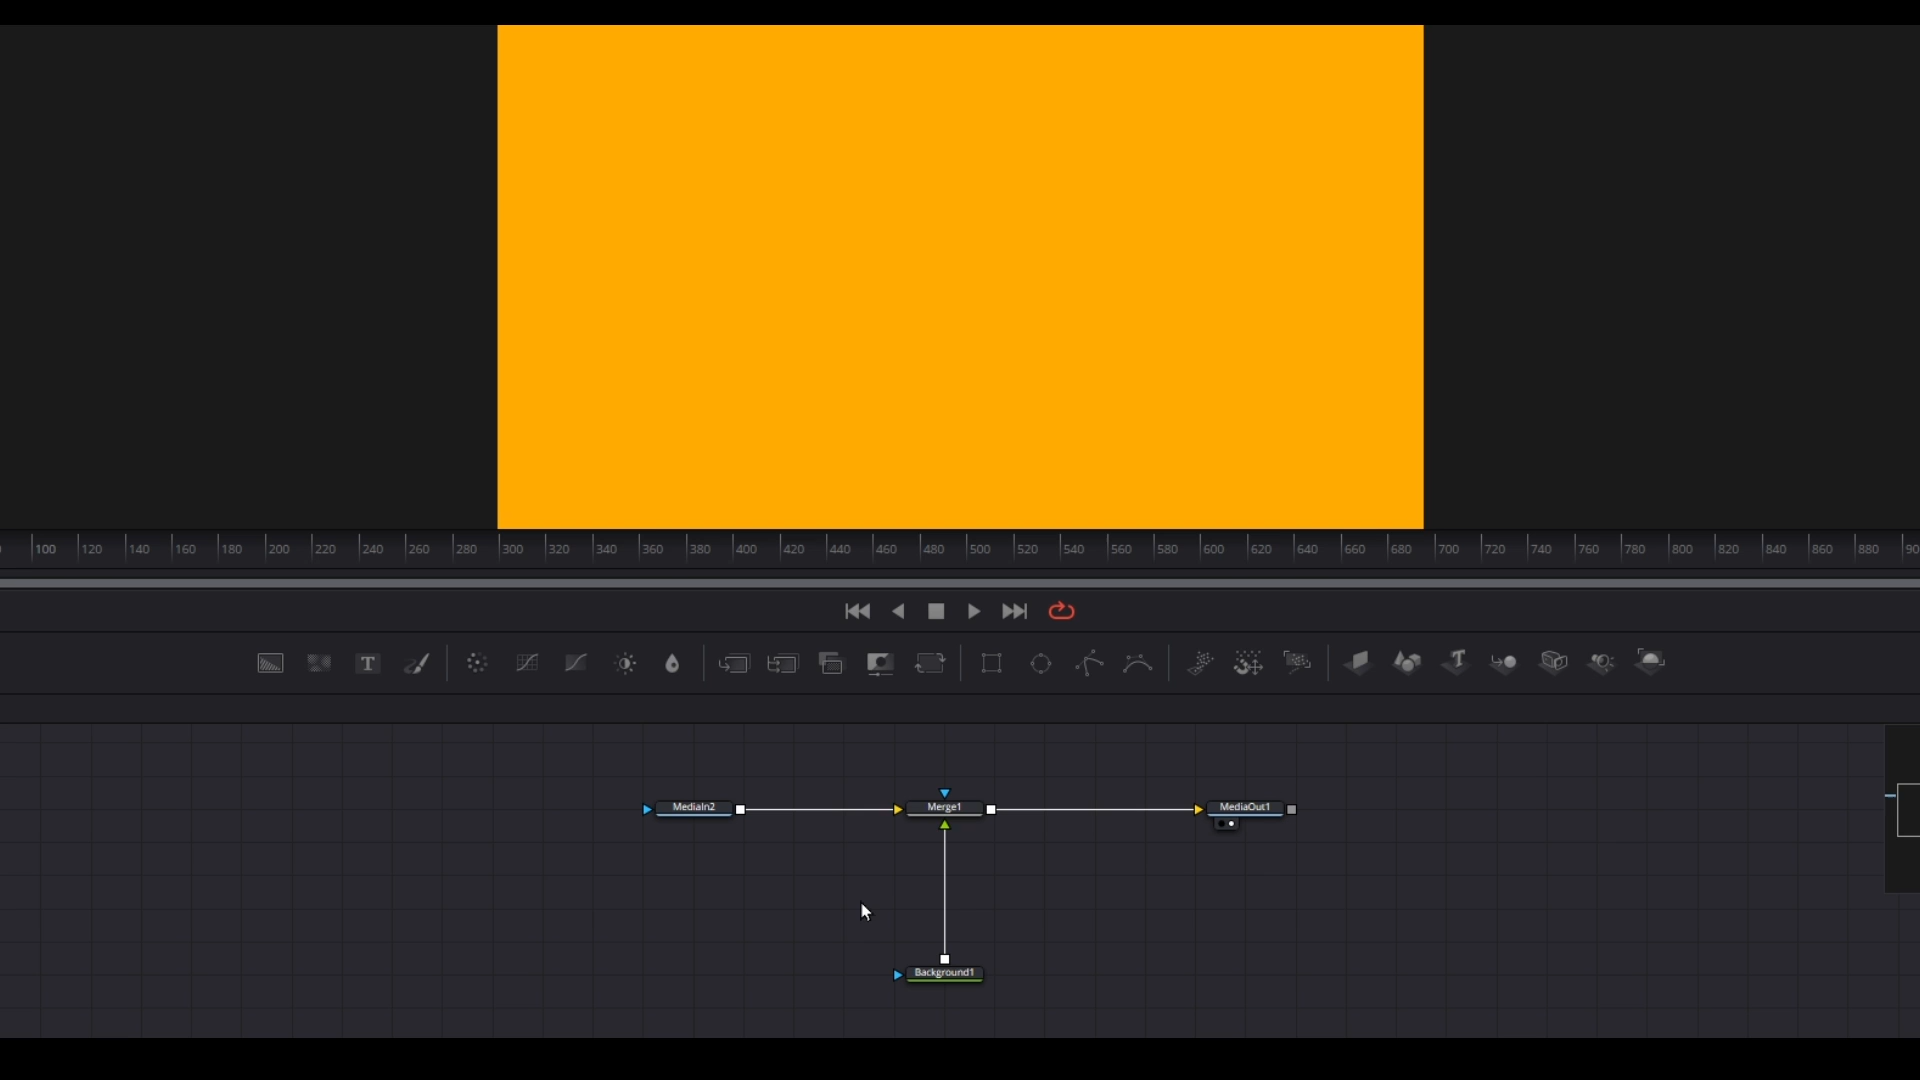 100 120 140 160 180 200 220 240 260 280 300 320 340 360 380 400 420 440 460 480 500 520 540 560 580 600 620 640 660 680 700 720 740 760 780 800 820 840 860 880
T
MediaIn2 Merge1 MediaOut1
Background1